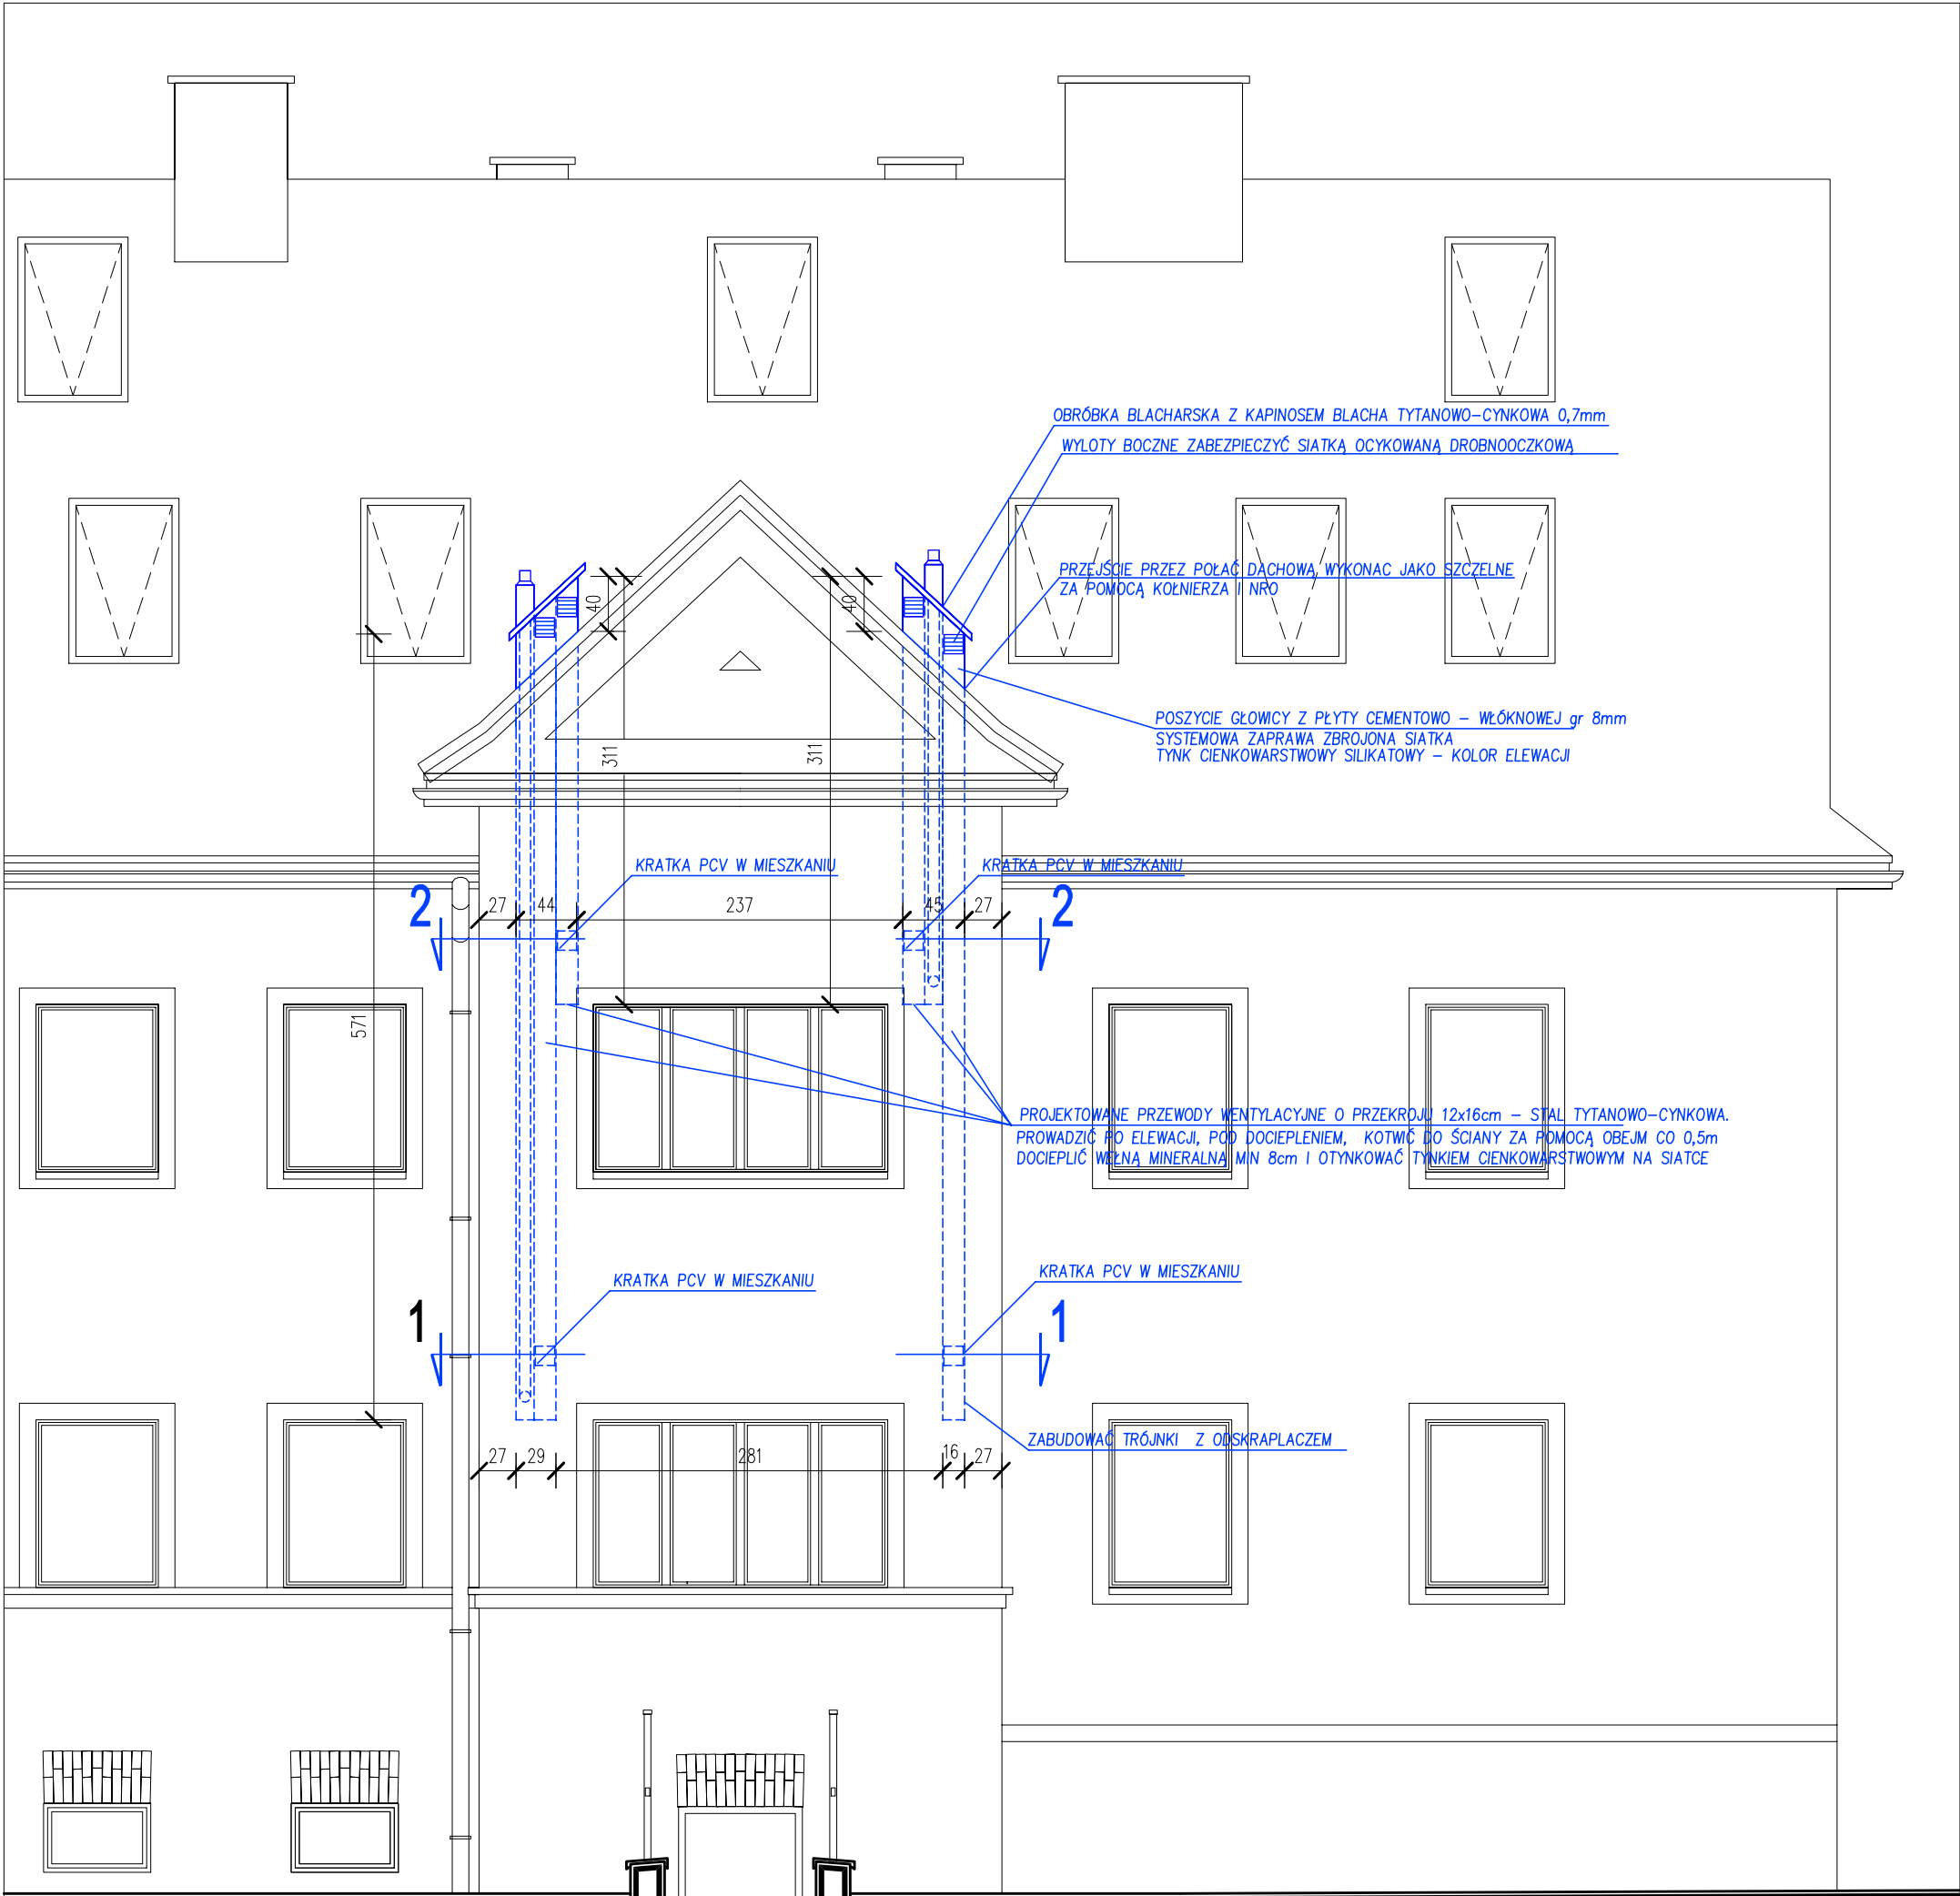 OBRÓBKA BLACHARSKA Z KAPINOSEM BLACHA TYTANOWO-CYNKOWA 0,7mm
WYLOTY BOCZNE ZABEZPIECZYĆ SIATKĄ OCYKOWANĄ DROBNOOCZKOWĄ
PRZEJŚCIE PRZEZ POŁAĆ DACHOWĄ WYKONAC JAKO SZCZELNE
ZA POMOCĄ KOŁNIERZA I NRO
40
40
POSZYCIE GŁOWICY Z PŁYTY CEMENTOWO - WŁÓKNOWEJ gr 8mm
SYSTEMOWA ZAPRAWA ZBROJONA SIATKA
TYNK CIENKOWARSTWOWY SILIKATOWY - KOLOR ELEWACJI
311
311
KRATKA PCV W MIESZKANIU
KRATKA PCV W MIESZKANIU
2
27
44
237
45
27
2
571
PROJEKTOWANE PRZEWODY WENTYLACYJNE O PRZEKROJU 12x16cm - STAL TYTANOWO-CYNKOWA.
PROWADZIĆ PO ELEWACJI, POD DOCIEPLENIEM, KOTWIĆ DO ŚCIANY ZA POMOCĄ OBEJM CO 0,5m
DOCIEPLIĆ WEŁNĄ MINERALNĄ MIN 8cm I OTYNKOWAĆ TYNKIEM CIENKOWARSTWOWYM NA SIATCE
KRATKA PCV W MIESZKANIU
KRATKA PCV W MIESZKANIU
1
1
ZABUDOWAĆ TRÓJNKI Z ODSKRAPLACZEM
27
29
281
16
27